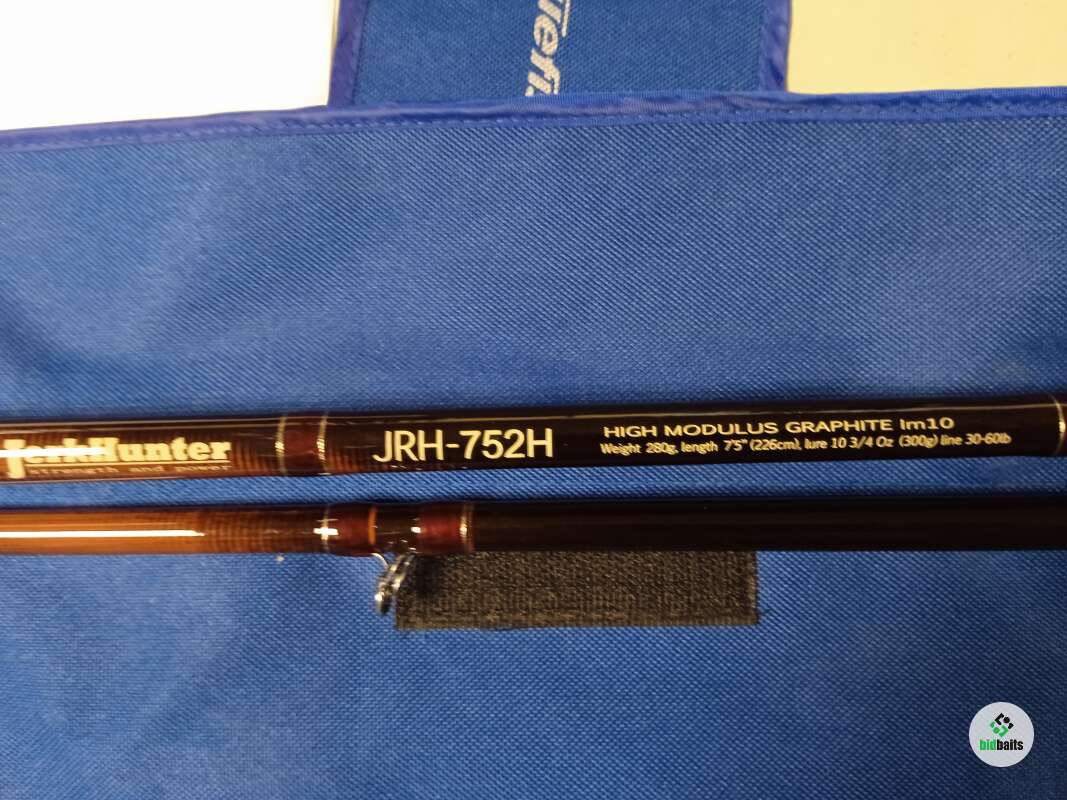 JerkHunter
strength and power
JRH-752H
HIGH MODULUS GRAPHITE Im10
Weight 280g, length 7'5" (226cm), lure 10 3/4 Oz (300g) line 30-60lb
bidbaits